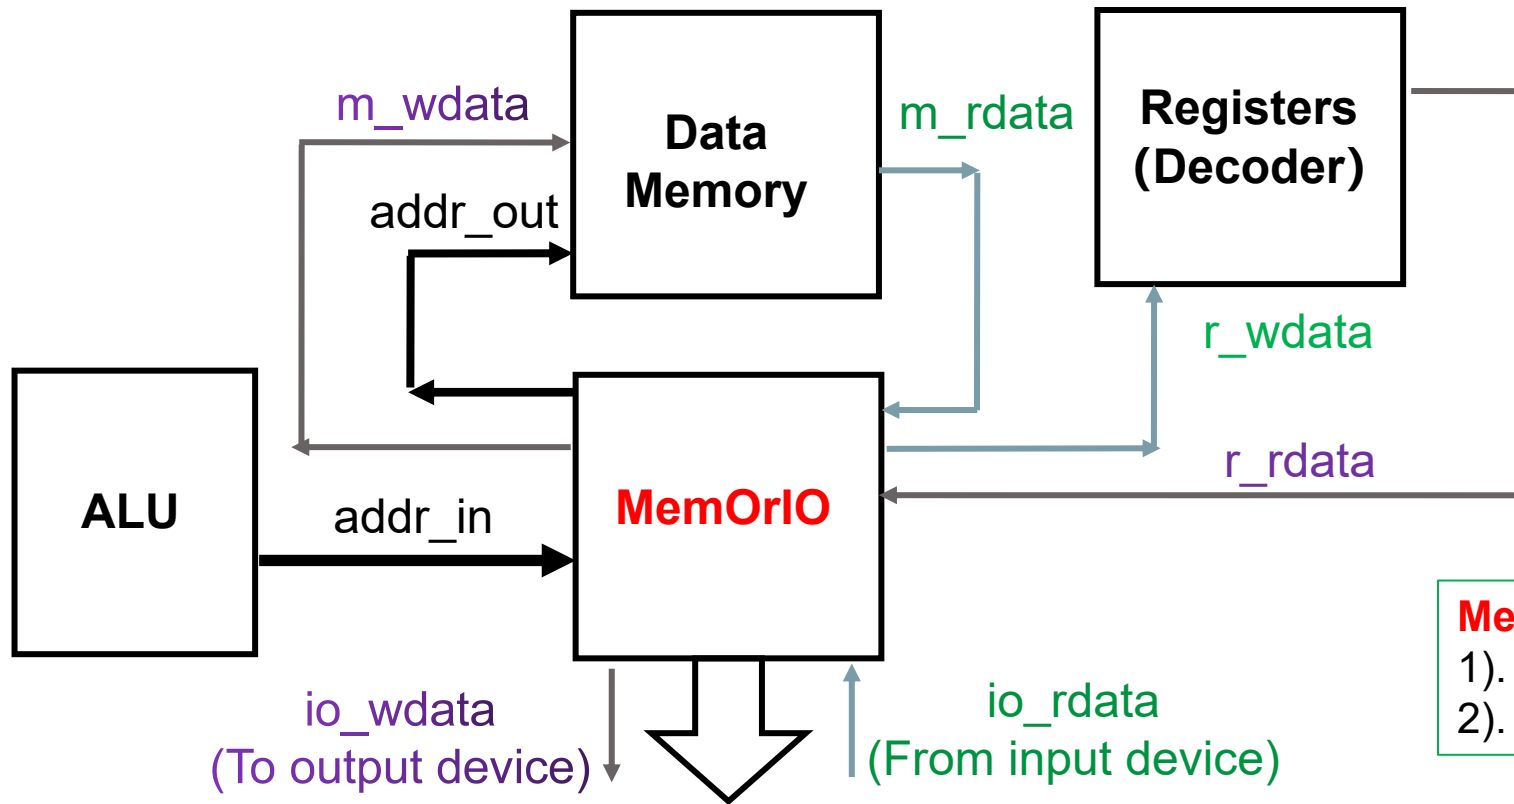 m_wdata
Data
Memory
m_rdata
Registers
(Decoder)
addr_out
r_wdata
ALU
addr_in
MemOrIO
r_rdata
io_wdata
(To output device)
io_rdata
(From input device)
Me
1).
2).